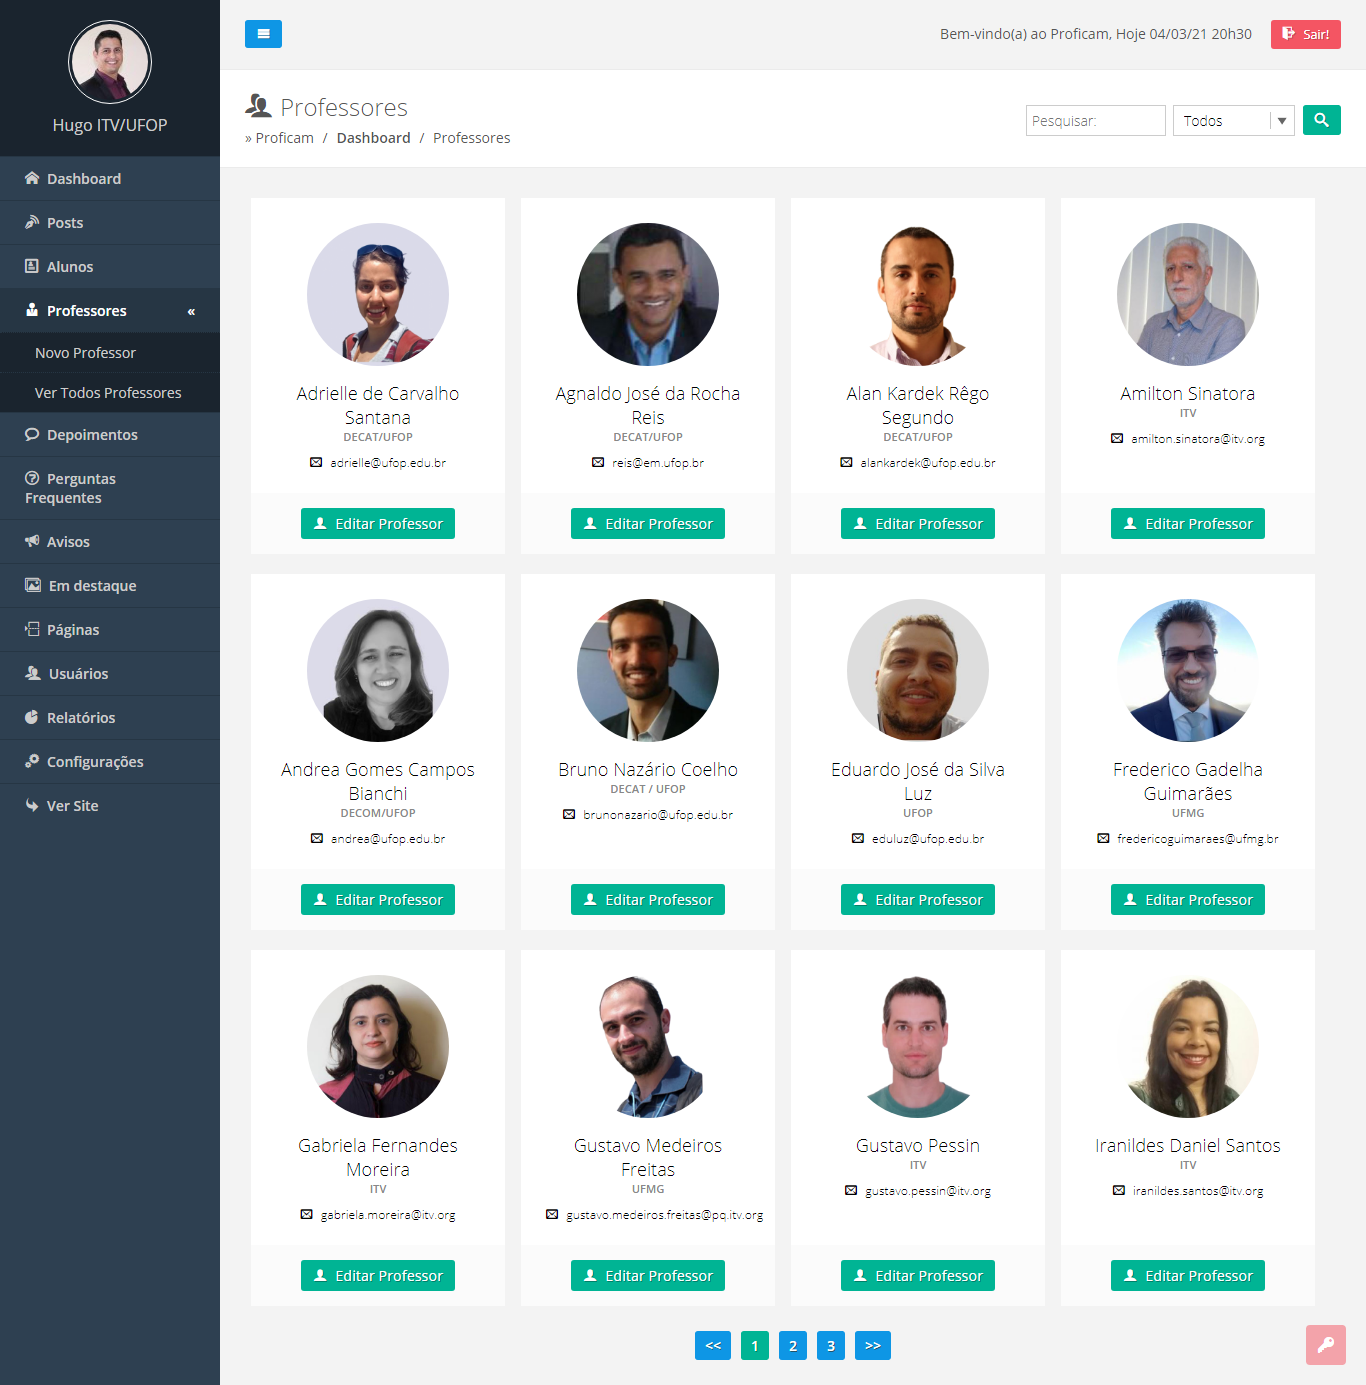 Hugo ITV/UFOP
Dashboard
Posts
Alunos
Professores «
Novo Professor
Ver Todos Professores
Depoimentos
Perguntas
Frequentes
Avisos
Em destaque
Páginas
Usuários
Relatórios
Configurações
Ver Site
Bem-vindo(a) ao Proficam, Hoje 04/03/21 20h30
Sair!
Professores
» Proficam / Dashboard / Professores
Pesquisar:
Todos
Adrielle de Carvalho
Santana
DECAT/UFOP
adrielle@ufop.edu.br
Editar Professor
Agnaldo José da Rocha
Reis
DECAT/UFOP
reis@em.ufop.br
Editar Professor
Alan Kardek Rêgo
Segundo
DECAT/UFOP
alankardek@ufop.edu.br
Editar Professor
Amilton Sinatora
ITV
amilton.sinatora@itv.org
Editar Professor
Andrea Gomes Campos
Bianchi
DECOM/UFOP
andrea@ufop.edu.br
Editar Professor
Bruno Nazário Coelho
DECAT / UFOP
brunonazario@ufop.edu.br
Editar Professor
Eduardo José da Silva
Luz
UFOP
eduluz@ufop.edu.br
Editar Professor
Frederico Gadelha
Guimarães
UFMG
fredericoguimaraes@ufmg.br
Editar Professor
Gabriela Fernandes
Moreira
ITV
gabriela.moreira@itv.org
Editar Professor
Gustavo Medeiros
Freitas
UFMG
gustavo.medeiros.freitas@pq.itv.org
Editar Professor
Gustavo Pessin
ITV
gustavo.pessin@itv.org
Editar Professor
Iranildes Daniel Santos
ITV
iranildes.santos@itv.org
Editar Professor
<< 1 2 3 >>